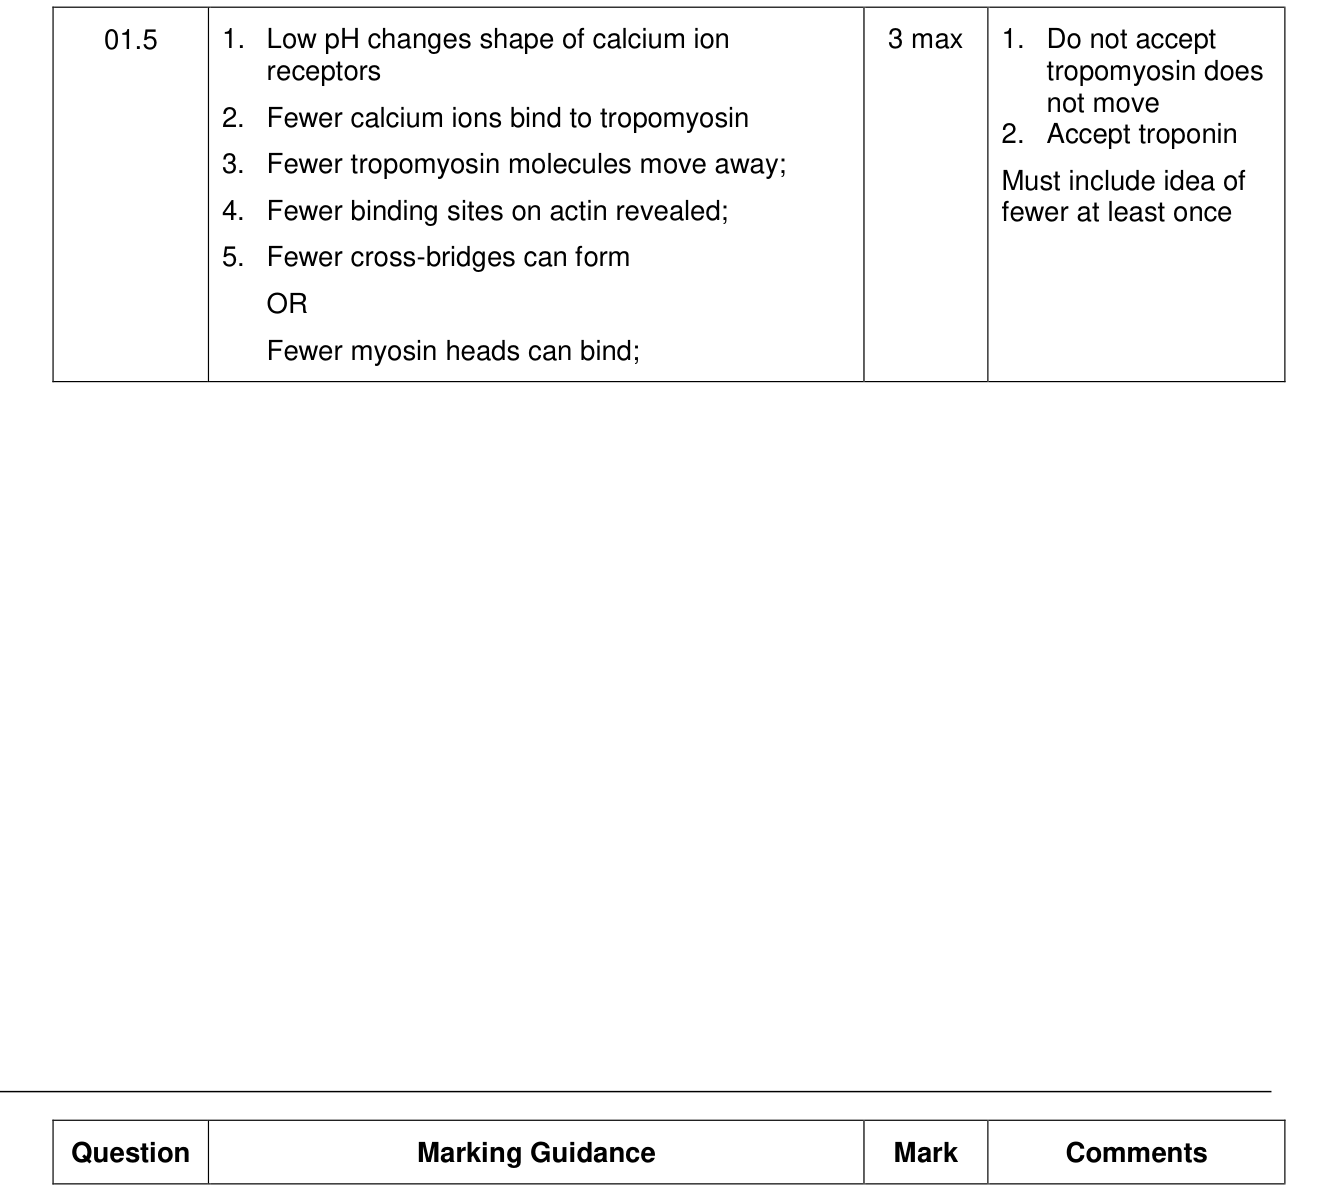 01.5
1. Low pH changes shape of calcium ion
receptors
2. Fewer calcium ions bind to tropomyosin
3. Fewer tropomyosin molecules move away;
4. Fewer binding sites on actin revealed;
5. Fewer cross-bridges can form
OR
Fewer myosin heads can bind;
3 max
1. Do not accept
tropomyosin does
not move
2. Accept troponin
Must include idea of
fewer at least once
Question Marking Guidance Mark Comments